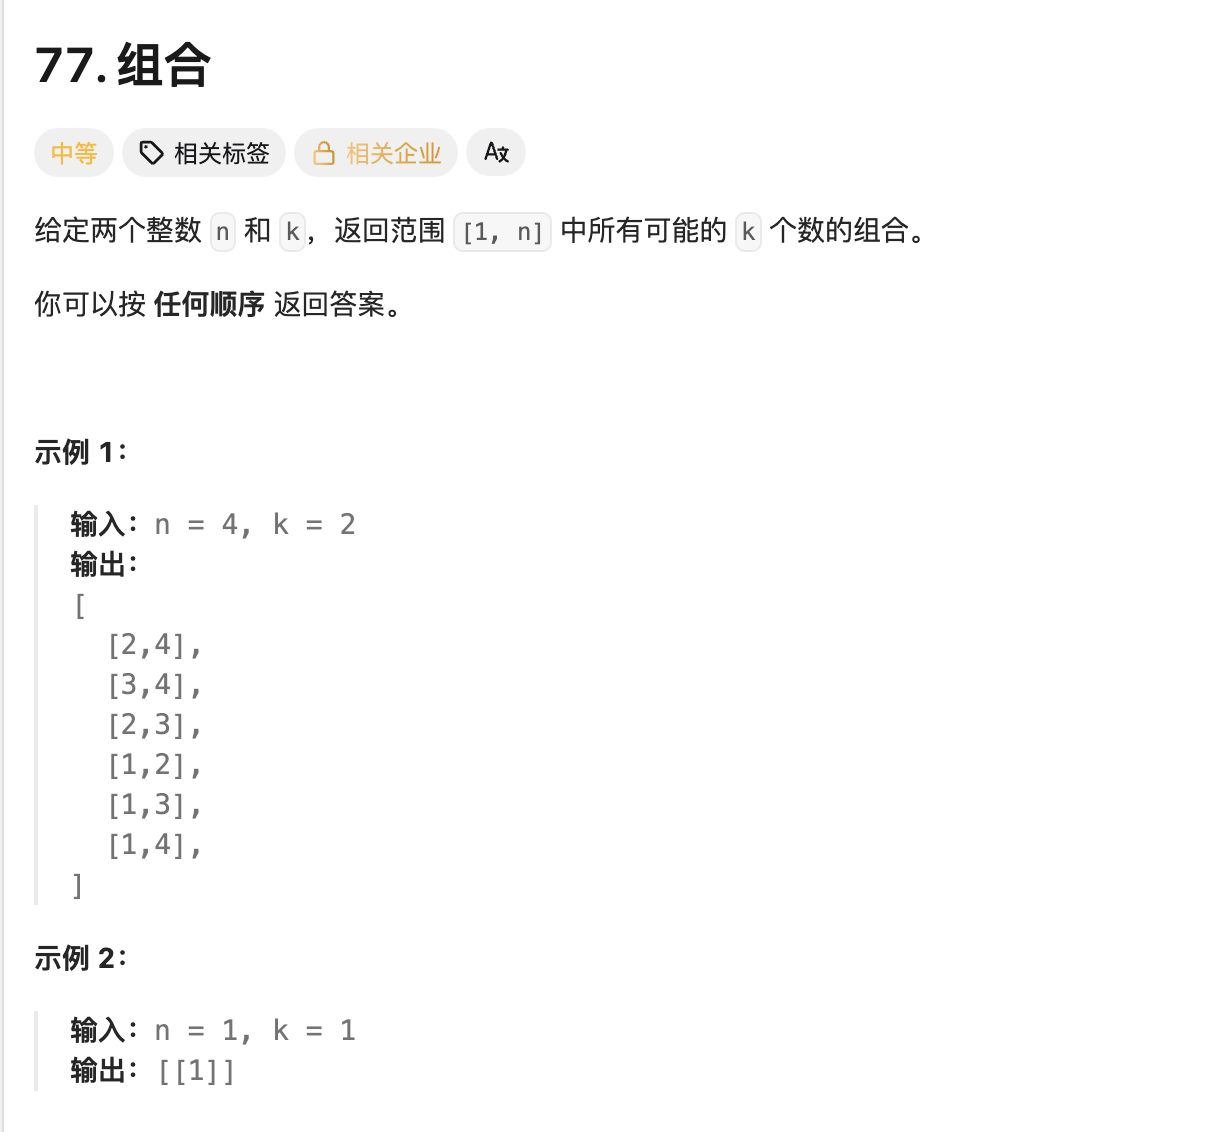 77. 组合
中等 相关标签 相关企业 A文
给定两个整数 n 和 k，返回范围 [1, n] 中所有可能的 k 个数的组合。
你可以按 任何顺序 返回答案。
示例 1：
输入：n = 4, k = 2
输出：
[
  [2,4],
  [3,4],
  [2,3],
  [1,2],
  [1,3],
  [1,4],
]
示例 2：
输入：n = 1, k = 1
输出：[[1]]